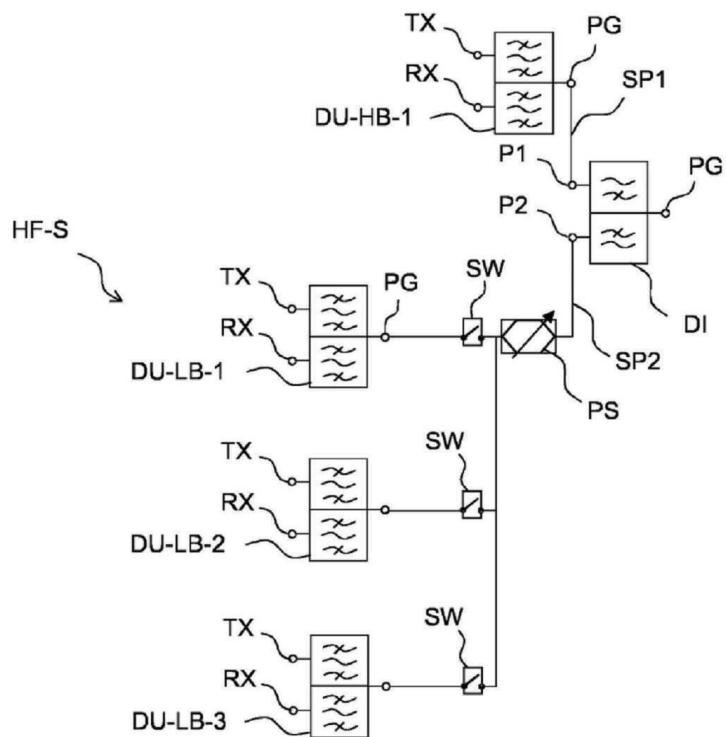 TX
PG
RX
SP1
DU-HB-1
P1
PG
P2
HF-S
TX
PG
SW
DI
RX
SP2
DU-LB-1
PS
TX
SW
RX
DU-LB-2
TX
SW
RX
DU-LB-3